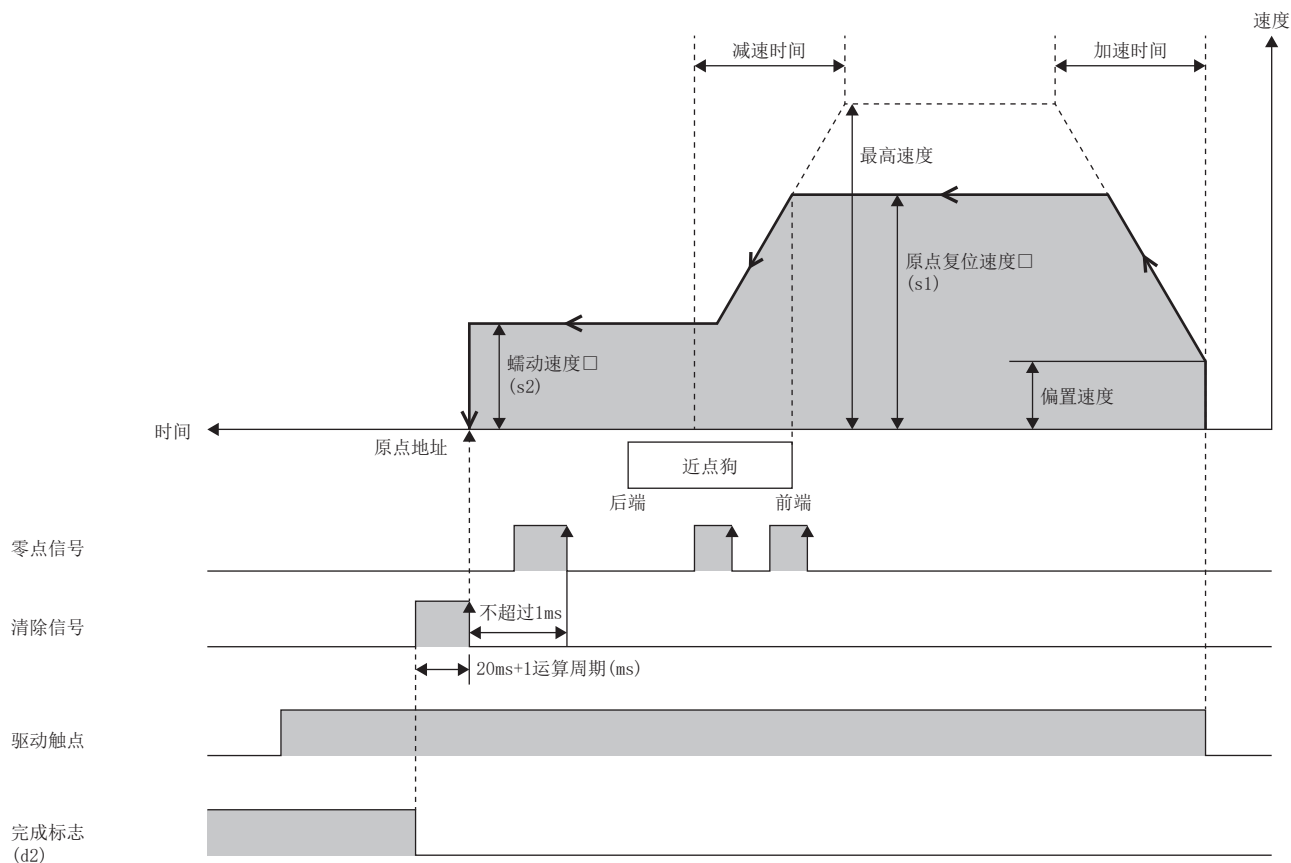 速度
减速时间
加速时间
最高速度
原点复位速度□
(s1)
蠕动速度□
(s2)
偏置速度
时间
原点地址
近点狗
后端
前端
零点信号
清除信号
不超过1ms
20ms+1运算周期(ms)
驱动触点
完成标志
(d2)